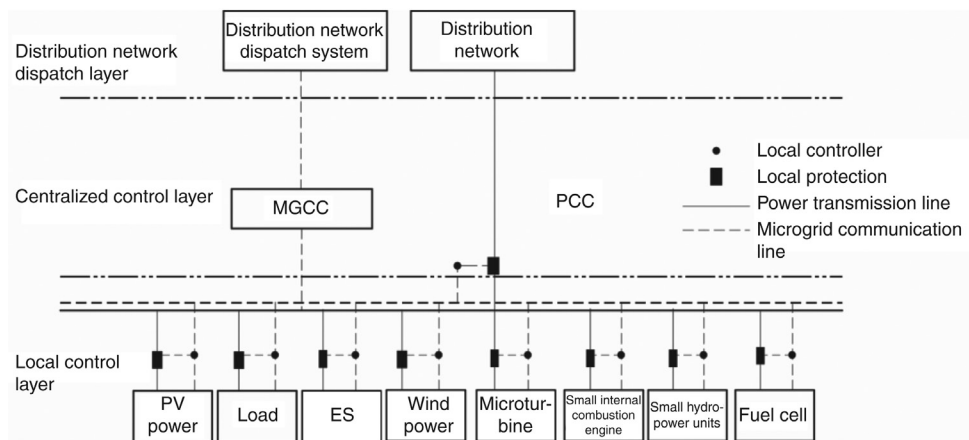 Distribution network
dispatch system
Distribution
network
Distribution network
dispatch layer
Local controller
Local protection
Centralized control layer
MGCC
PCC
Power transmission line
Microgrid communication
line
Local control
layer
PV
power
Load
ES
Wind
power
Microtur-
bine
Small internal
combustion
engine
Small hydro-
power units
Fuel cell